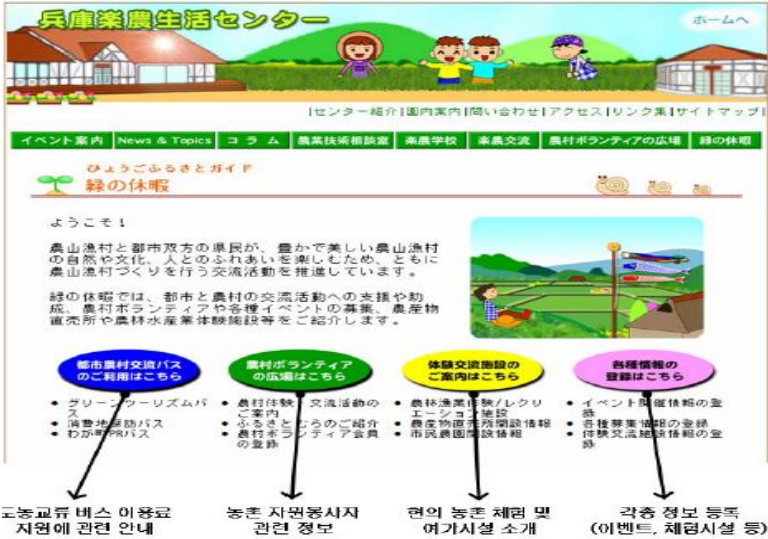 兵庫楽農生活センター
ホームへ
|センター紹介|園内案内|問い合わせ|アクセス|リンク集|サイトマップ|
イベント案内 News & Topics コラム 農業技術相談室 楽農学校 楽農交流 農村ボランティアの広場 緑の休暇
ひょうごふるさとガイド
緑の休暇
ようこそ!
農山漁村と都市双方の県民が、豊かで美しい農山漁村
の自然や文化、人とのふれあいを楽しむため、ともに
農山漁村づくりを行う交流活動を推進しています。
緑の休暇では、都市と農村の交流活動への支援や助
成、農村ボランティアや各種イベントの募集、農産物
直売所や農林水産業体験施設等をご紹介します。
都市農村交流バス
のご利用はこちら
農村ボランティア
の広場はこちら
体験交流施設の
ご案内はこちら
各種情報の
登録はこちら
• グリーンツーリズムバ
ス
• 消費地探訪バス
• わが町PRバス
• 農村体験・交流活動の
ご案内
• ふるさとむらのご紹介
• 農村ボランティア会員
の登録
• 農林漁業体験/レクリ
エーション施設
• 農産物直売所開設情報
• 市民農園開設情報
• イベント開催情報の登
録
• 各種募集情報の登録
• 体験交流施設情報の登
録
도농교류 버스 이용료
지원에 관련 안내
농촌 자원봉사자
관련 정보
현의 농촌 체험 및
여가시설 소개
각종 정보 등록
(이벤트, 체험시설 등)